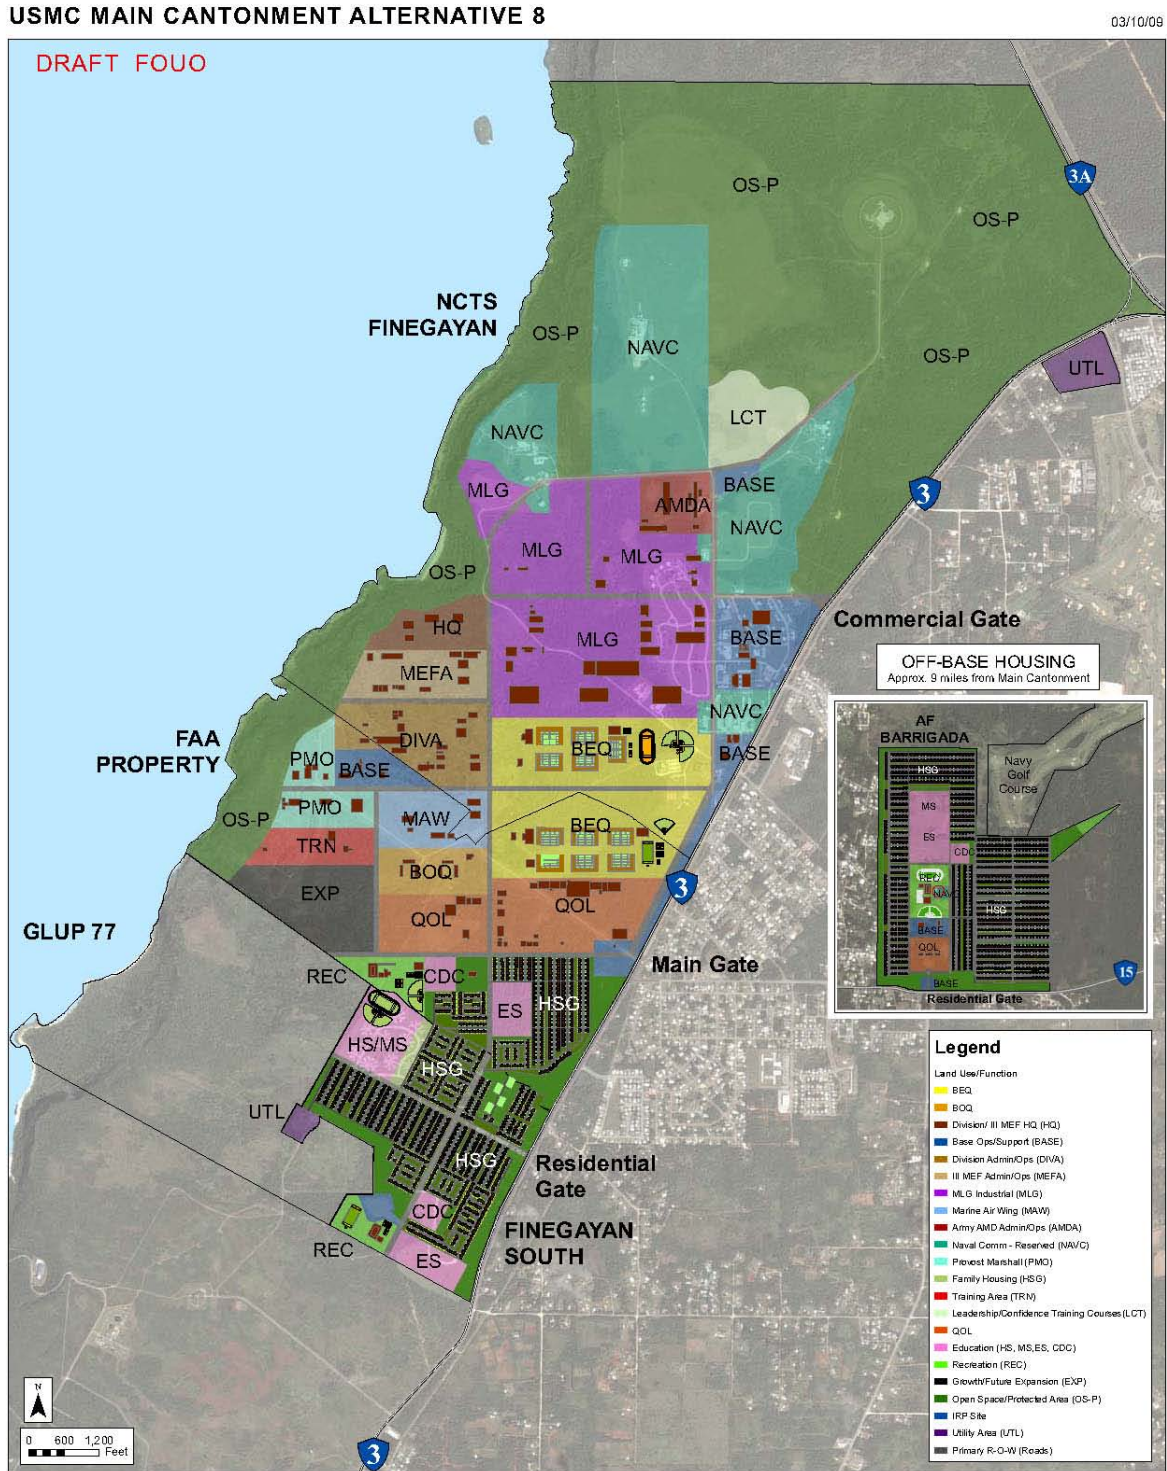 USMC MAIN CANTONMENT ALTERNATIVE 8
03/10/09
DRAFT FOUO
3A
OS-P
OS-P
NCTS
FINEGAYAN
OS-P
NAVC
OS-P
UTL
LCT
NAVC
BASE
3
MLG
AMDA
NAVC
MLG
MLG
OS-P
Commercial Gate
HQ
MLG
BASE
MEFA
NAVC
FAA
PROPERTY
DIVA
PMO
BASE
BEQ
BASE
OS-P
PMO
MAW
BEQ
TRN
BOQ
EXP
3
QOL
QOL
GLUP 77
Main Gate
REC
CDC
ES
HSG
HS/MS
HSG
UTL
HSG
Residential
Gate
CDC
FINEGAYAN
SOUTH
REC
ES
OFF-BASE HOUSING
Approx. 9 miles from Main Cantonment
AF
BARRIGADA
HSG
Navy
Golf
Course
MS
ES
CDC
REC
NAV
HSG
BASE
QOL
BASE
15
Residential Gate
Legend
Land Use/Function
BEQ
BOQ
Division/ III MEF HQ (HQ)
Base Ops/Support (BASE)
Division Admin/Ops (DIVA)
III MEF Admin/Ops (MEFA)
MLG Industrial (MLG)
Marine Air Wing (MAW)
Army AMD Admin/Ops (AMDA)
Naval Comm - Reserved (NAVC)
Provost Marshall (PMO)
Family Housing (HSG)
Training Area (TRN)
Leadership/Confidence Training Courses(LCT)
QOL
Education (HS, MS,ES, CDC)
Recreation (REC)
Growth/Future Expansion (EXP)
Open Space/Protected Area (OS-P)
IRP Site
Utility Area (UTL)
Primary R-O-W (Roads)
N
0 600 1,200
Feet
3